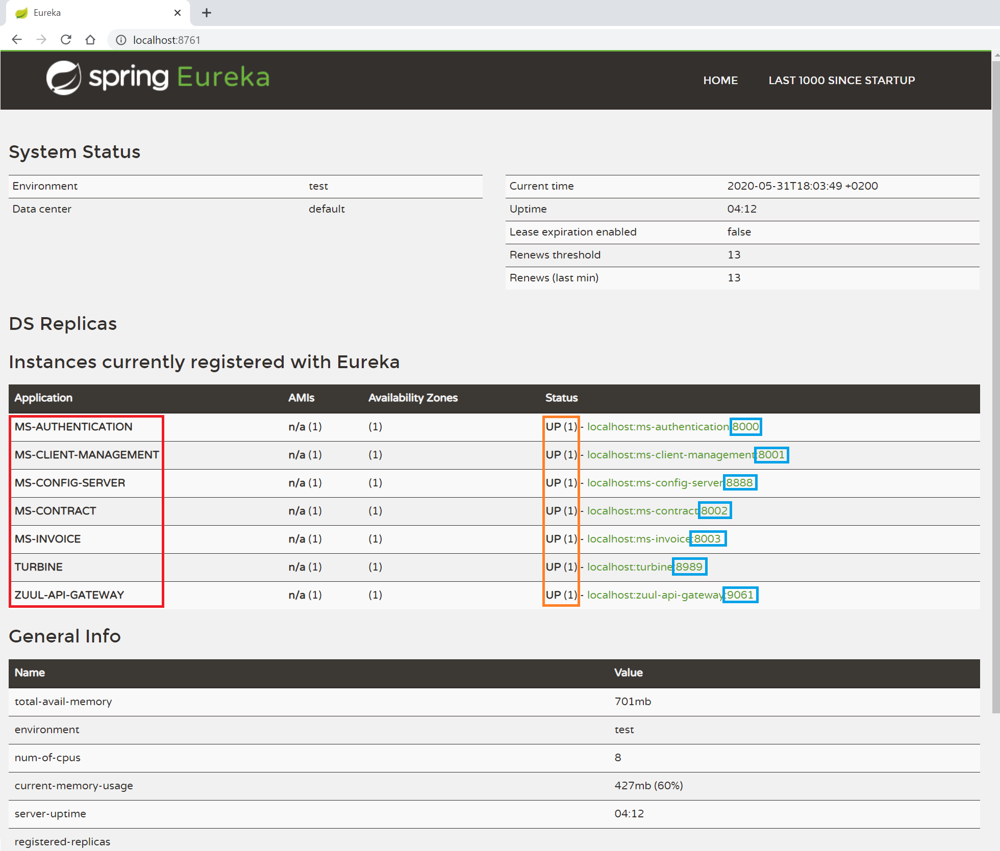 Eureka
localhost:8761
spring Eureka
HOME LAST 1000 SINCE STARTUP
System Status
Environment test
Data center default
Current time 2020-05-31T18:03:49 +0200
Uptime 04:12
Lease expiration enabled false
Renews threshold 13
Renews (last min) 13
DS Replicas
Instances currently registered with Eureka
Application AMIs Availability Zones Status
MS-AUTHENTICATION n/a (1) (1) UP (1) - localhost:ms-authentication:8000
MS-CLIENT-MANAGEMENT n/a (1) (1) UP (1) - localhost:ms-client-management:8001
MS-CONFIG-SERVER n/a (1) (1) UP (1) - localhost:ms-config-server:8888
MS-CONTRACT n/a (1) (1) UP (1) - localhost:ms-contract:8002
MS-INVOICE n/a (1) (1) UP (1) - localhost:ms-invoice:8003
TURBINE n/a (1) (1) UP (1) - localhost:turbine:8989
ZUUL-API-GATEWAY n/a (1) (1) UP (1) - localhost:zuul-api-gateway:9061
General Info
Name Value
total-avail-memory 701mb
environment test
num-of-cpus 8
current-memory-usage 427mb (60%)
server-uptime 04:12
registered-replicas